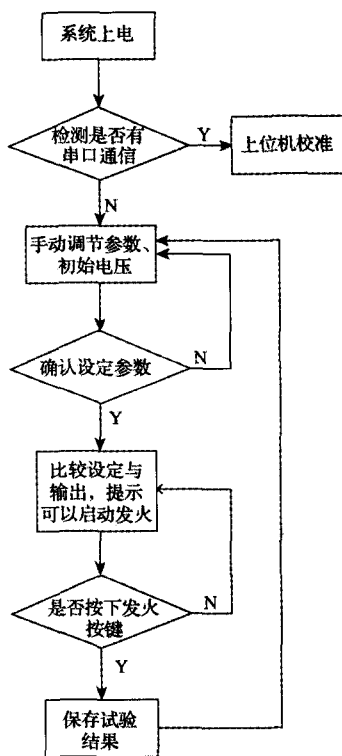 系统上电
检测是否有
串口通信
Y
上位机校准
N
手动调节参数、
初始电压
确认设定参数
N
Y
比较设定与
输出，提示
可以启动发火
是否按下发火
按键
N
Y
保存试验
结果